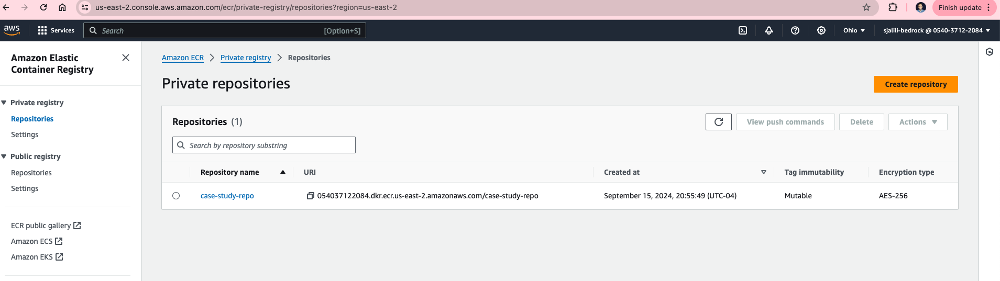 us-east-2.console.aws.amazon.com/ecr/private-registry/repositories?region=us-east-2
Finish update
aws
Services
Search
[Option+S]
Ohio
sjalili-bedrock @ 0540-3712-2084
Amazon Elastic
Container Registry
Private registry
Repositories
Settings
Public registry
Repositories
Settings
ECR public gallery
Amazon ECS
Amazon EKS
Amazon ECR
Private registry
Repositories
Private repositories
Create repository
Repositories (1)
View push commands
Delete
Actions
Search by repository substring
Repository name
URI
Created at
Tag immutability
Encryption type
case-study-repo
054037122084.dkr.ecr.us-east-2.amazonaws.com/case-study-repo
September 15, 2024, 20:55:49 (UTC-04)
Mutable
AES-256